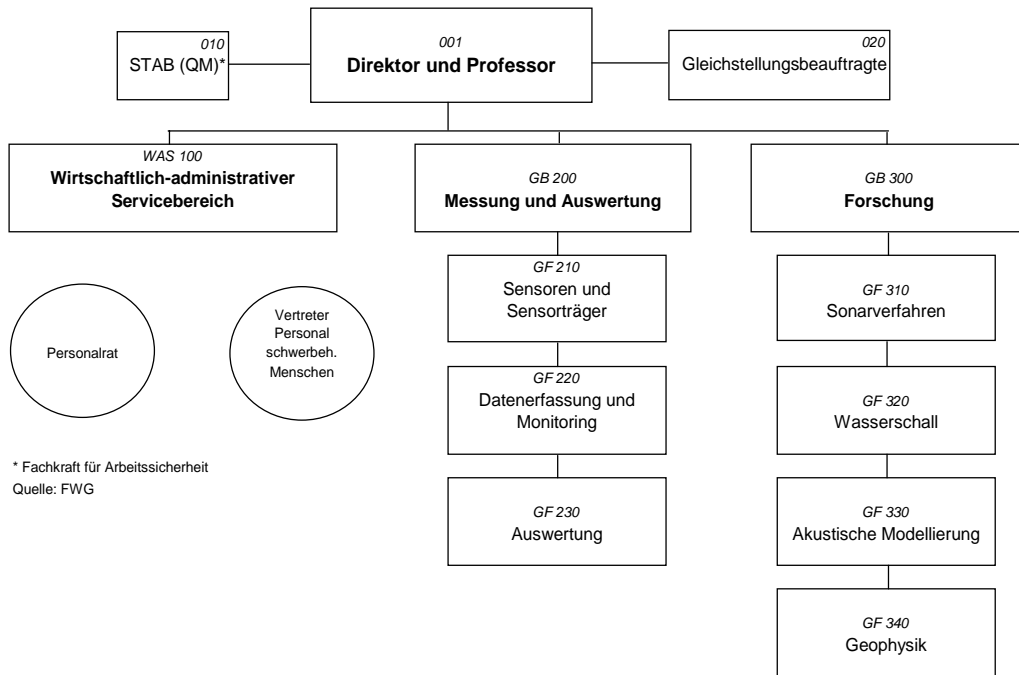 010
STAB (QM)*
001
Direktor und Professor
020
Gleichstellungsbeauftragte
WAS 100
Wirtschaftlich-administrativer
Servicebereich
GB 200
Messung und Auswertung
GB 300
Forschung
GF 210
Sensoren und
Sensorträger
GF 310
Sonarverfahren
Personalrat
Vertreter
Personal
schwerbeh.
Menschen
GF 220
Datenerfassung und
Monitoring
GF 320
Wasserschall
* Fachkraft für Arbeitssicherheit
Quelle: FWG
GF 230
Auswertung
GF 330
Akustische Modellierung
GF 340
Geophysik